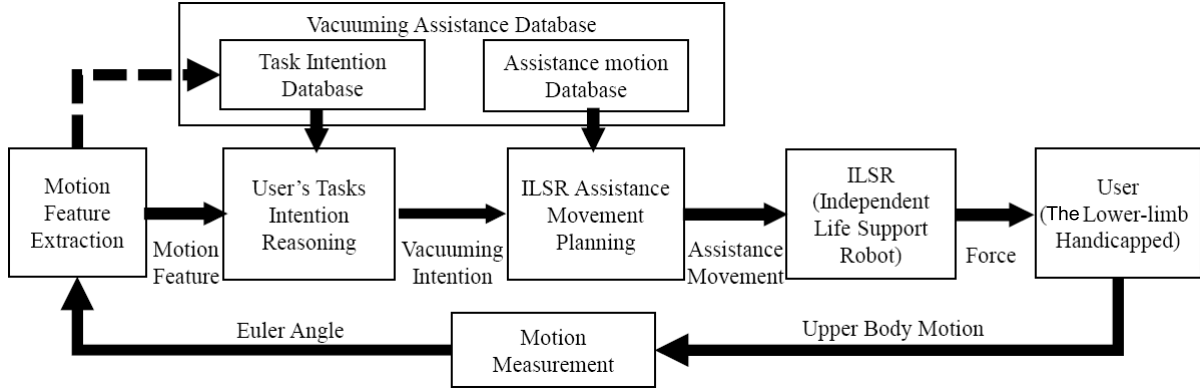 Vacuuming Assistance Database
Task Intention
Database
Assistance motion
Database
Motion
Feature
Extraction
Motion
Feature
User’s Tasks
Intention
Reasoning
Vacuuming
Intention
ILSR Assistance
Movement
Planning
Assistance
Movement
ILSR
(Independent
Life Support
Robot)
Force
User
(The Lower-limb
Handicapped)
Euler Angle
Motion
Measurement
Upper Body Motion